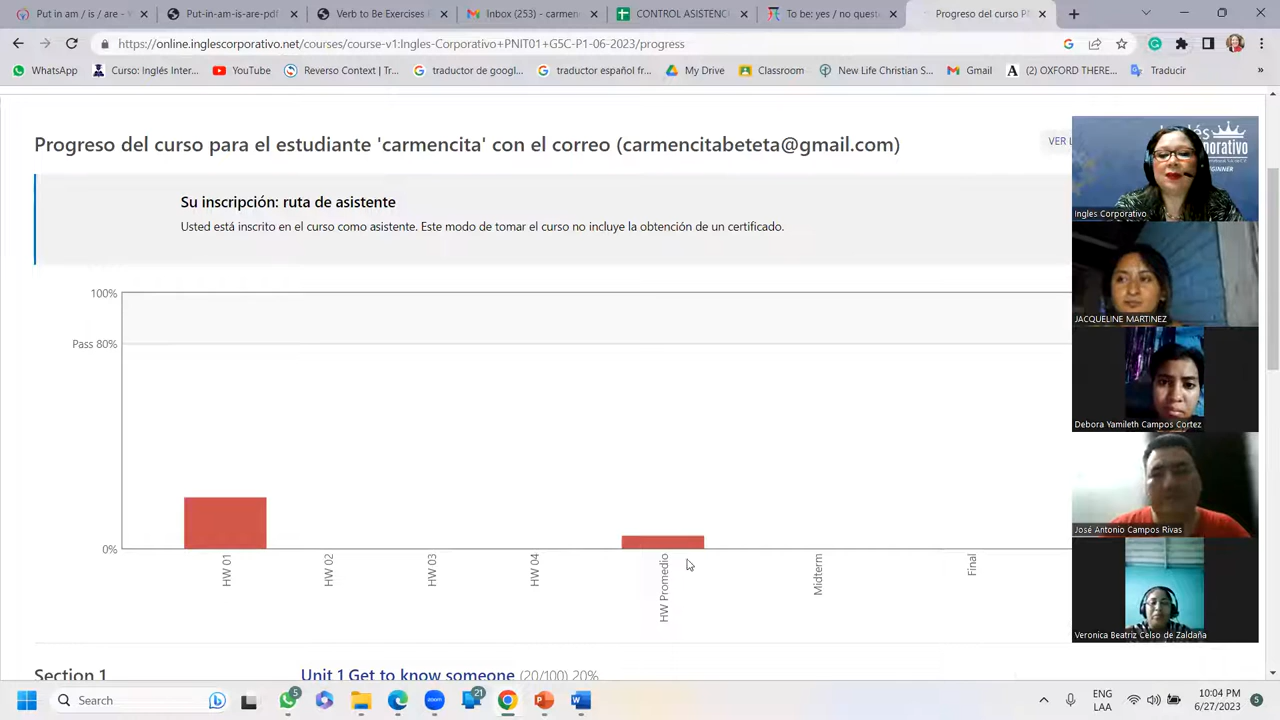 Put-in am / is / are - W
Put-in-am-is-are-pdf
Verb to Be Exercises F
Inbox (253) - carmen
CONTROL ASISTENC
To be: yes / no quest
Progreso del curso PN
https://online.inglescorporativo.net/courses/course-v1:Ingles-Corporativo+PNIT01+G5C-P1-06-2023/progress
WhatsApp
Curso: Inglés Inter...
YouTube
Reverso Context | Tr...
traductor de googl...
traductor español fr...
My Drive
Classroom
New Life Christian S...
Gmail
(2) OXFORD THERE...
Traducir
»
Progreso del curso para el estudiante 'carmencita' con el correo (carmencitabeteta@gmail.com)
VER L
Su inscripción: ruta de asistente
Usted está inscrito en el curso como asistente. Este modo de tomar el curso no incluye la obtención de un certificado.
100%
Pass 80%
0%
HW 01
HW 02
HW 03
HW 04
HW Promedio
Midterm
Final
Section 1
Unit 1 Get to know someone (20/100) 20%
Ingles Corporativo
JACQUELINE MARTINEZ
Debora Yamileth Campos Cortez
José Antonio Campos Rivas
Veronica Beatriz Celso de Zaldaña
Search
5
21
zoom
ENG
LAA
10:04 PM
6/27/2023
5